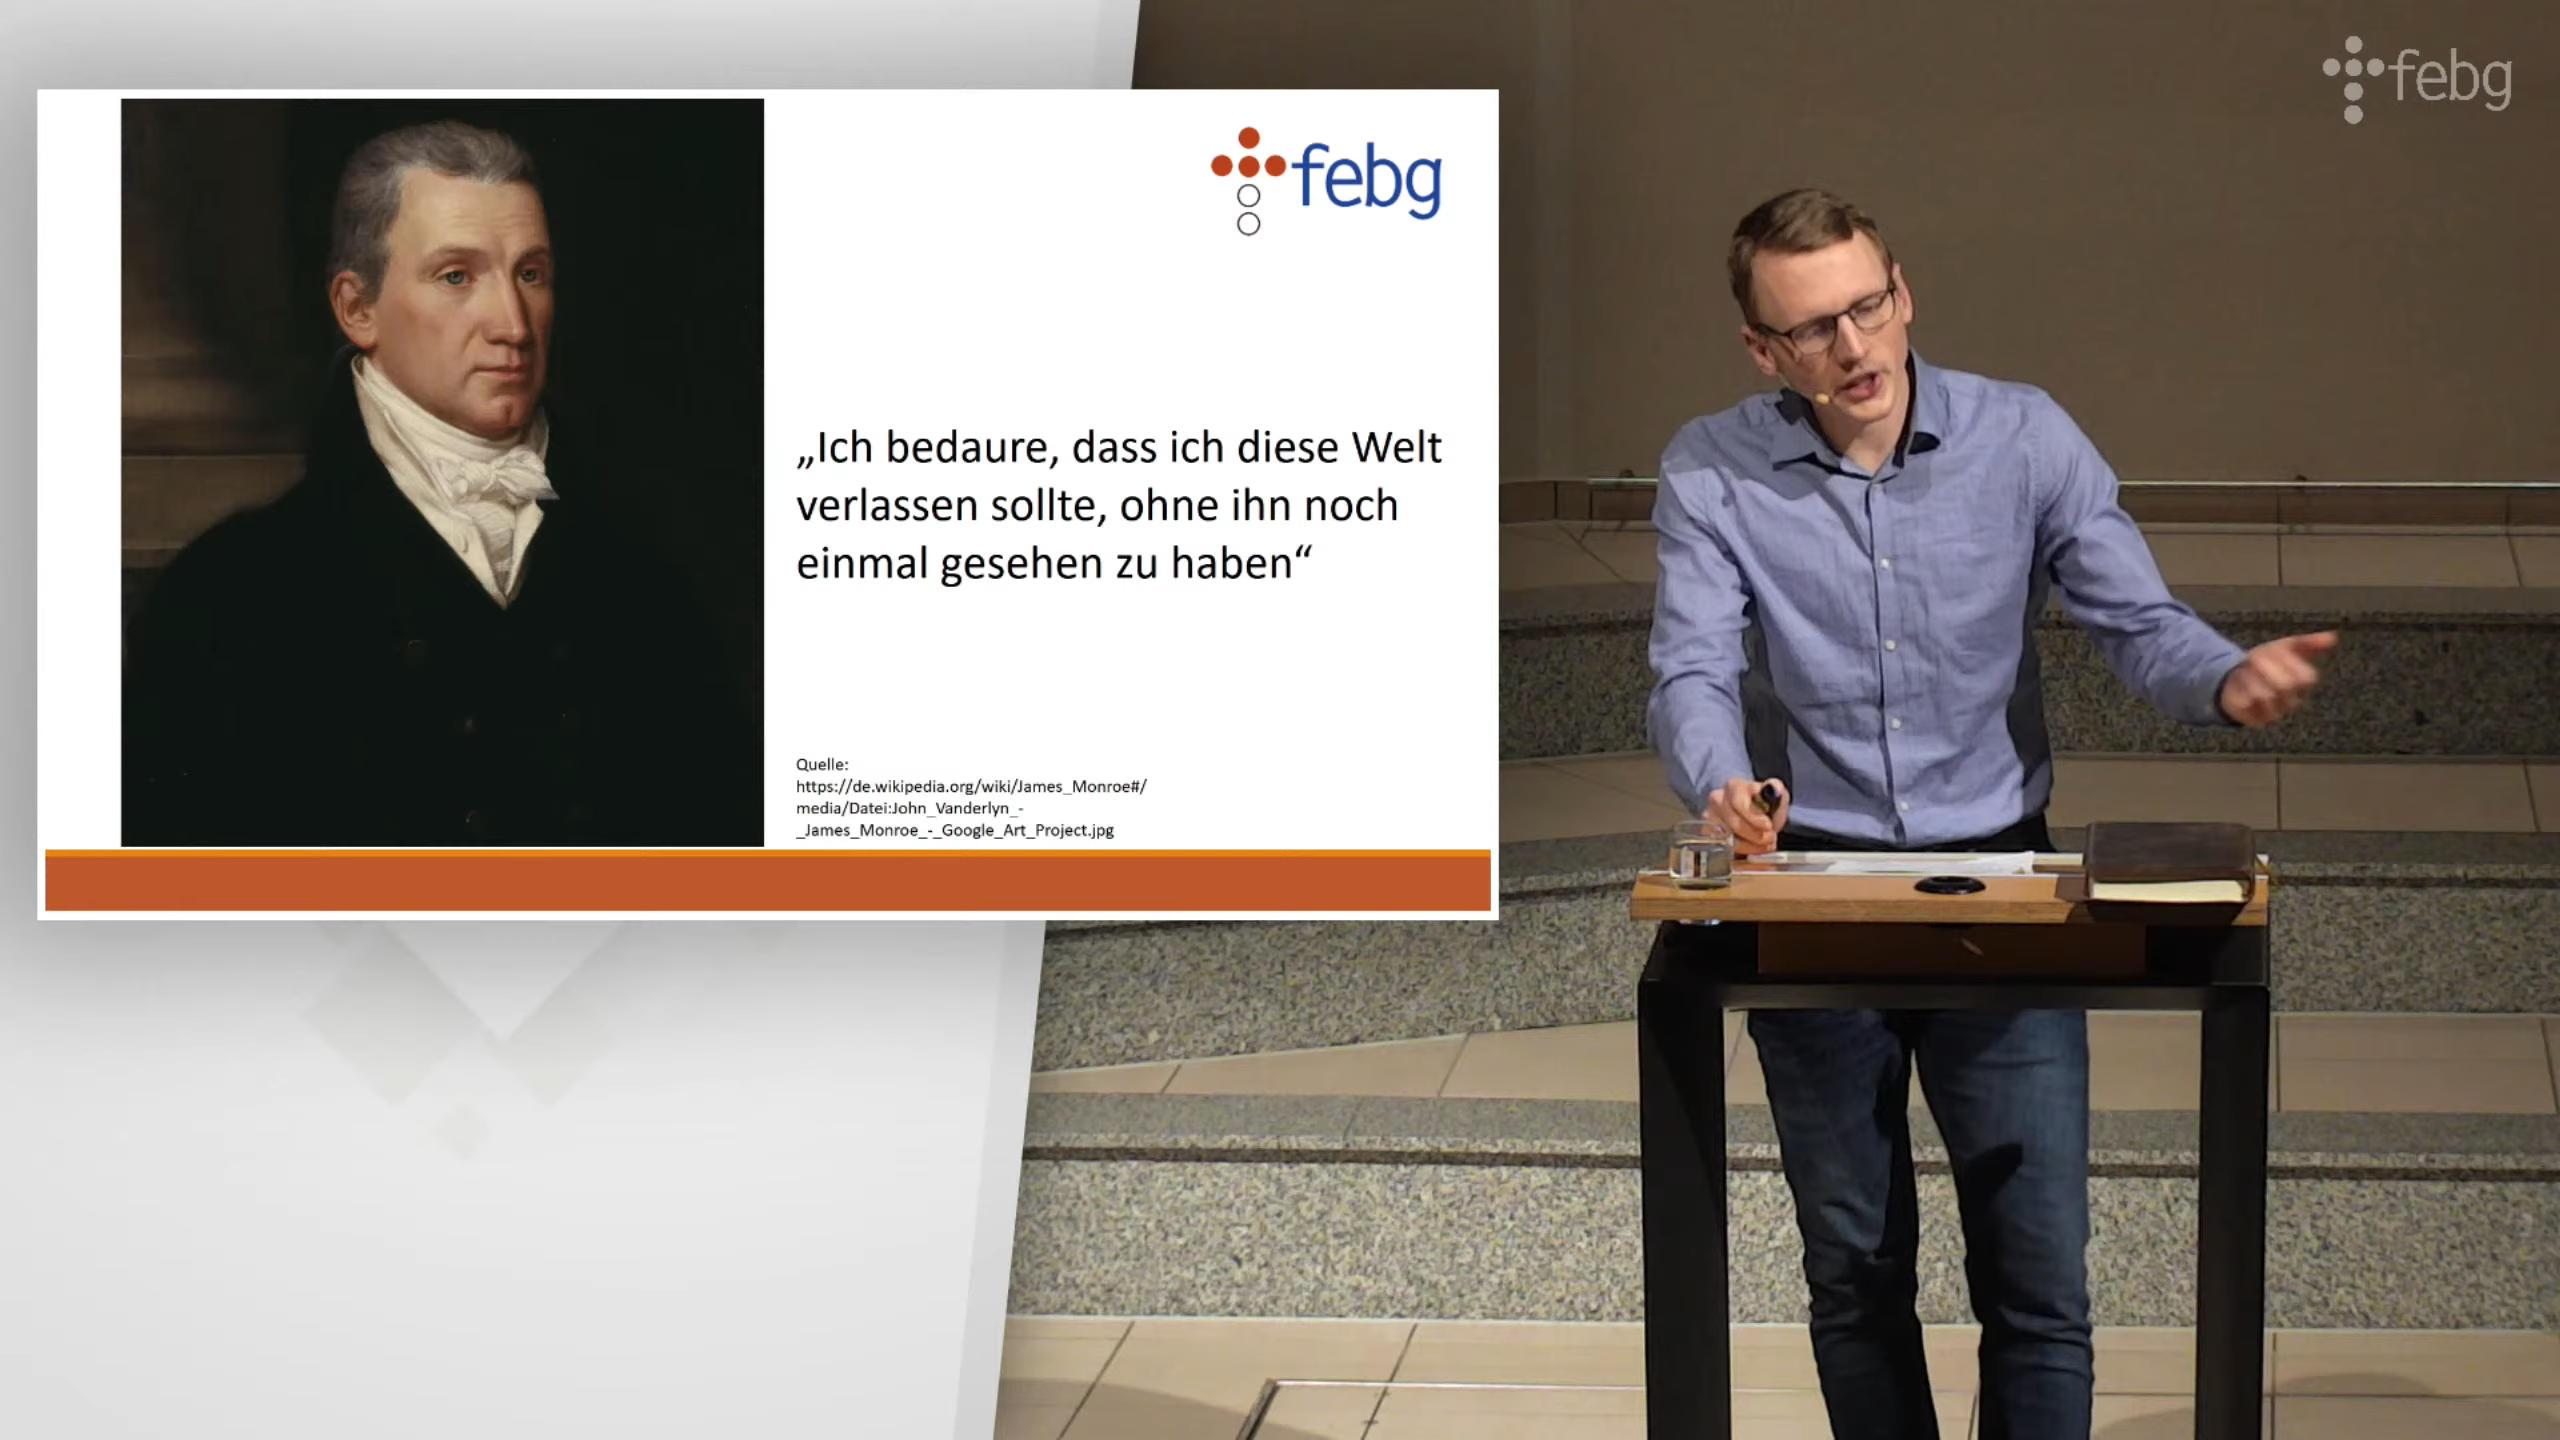 febg
„Ich bedaure, dass ich diese Welt
verlassen sollte, ohne ihn noch
einmal gesehen zu haben“
Quelle:
https://de.wikipedia.org/wiki/James_Monroe#/
media/Datei:John_Vanderlyn_-
_James_Monroe_-_Google_Art_Project.jpg
febg